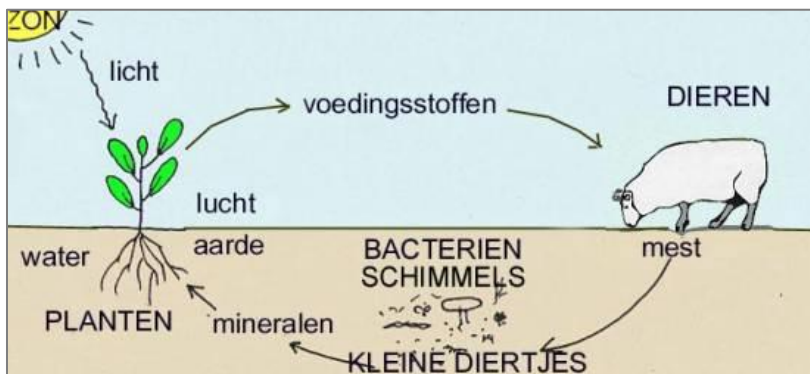 ZON
licht
voedingsstoffen
DIEREN
lucht
water
aarde
BACTERIEN
SCHIMMELS
mest
PLANTEN
mineralen
KLEINE DIERTJES